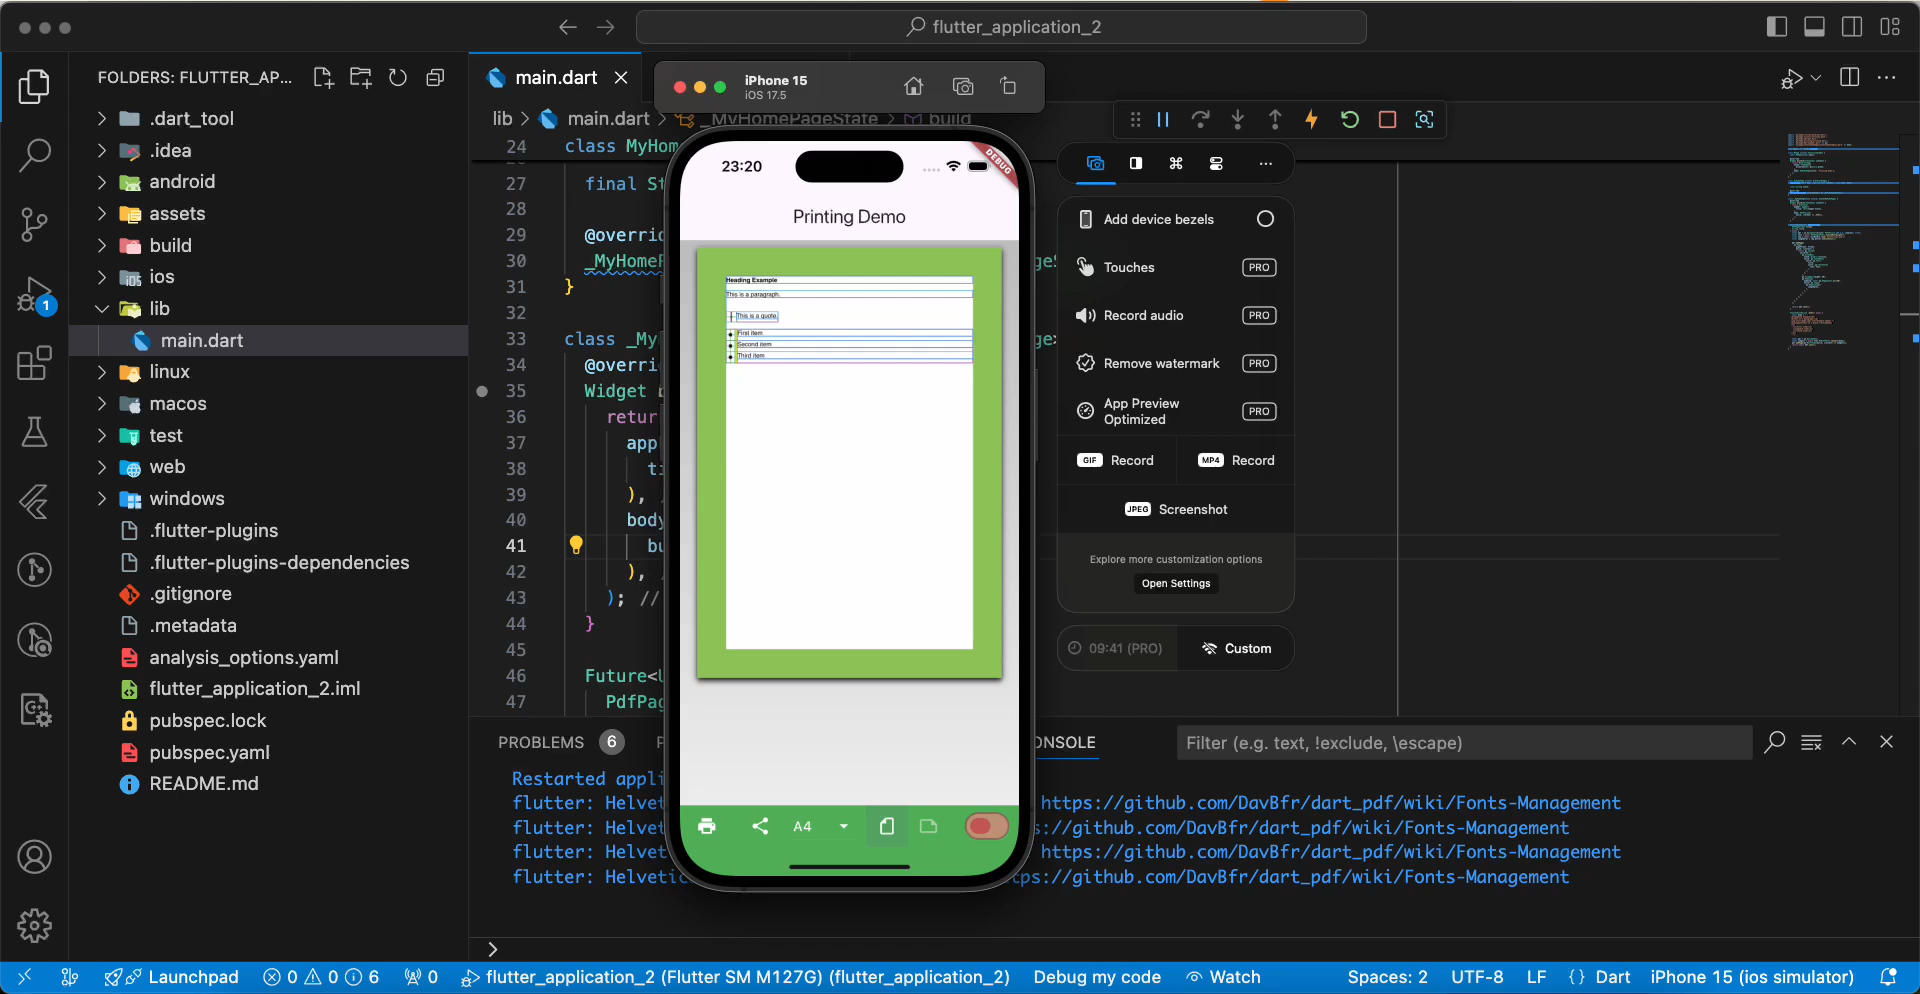 flutter_application_2
FOLDERS: FLUTTER_AP...
.dart_tool
.idea
android
assets
build
ios
lib
main.dart
linux
macos
test
web
windows
.flutter-plugins
.flutter-plugins-dependencies
.gitignore
.metadata
analysis_options.yaml
flutter_application_2.iml
pubspec.lock
pubspec.yaml
README.md
1
main.dart
lib > main.dart > _MyHomePageState > build
24 class MyHom
27 final St
28
29 @overrid
30 _MyHomeP
31 }
32
33 class _My
34 @overri
35 Widget
36 retur
37 app
38 ti
39 ),
40 body
41 bu
42 ),
43 ); //
44 }
45
46 Future<U
47 PdfPag
iPhone 15
iOS 17.5
23:20
DEBUG
Printing Demo
Heading Example
This is a paragraph.
This is a quote.
First item
Second item
Third item
A4
Add device bezels
Touches PRO
Record audio PRO
Remove watermark PRO
App Preview
Optimized PRO
GIF Record
MP4 Record
JPEG Screenshot
Explore more customization options
Open Settings
09:41 (PRO)
Custom
PROBLEMS 6
ONSOLE
Filter (e.g. text, !exclude, \escape)
Restarted appli
flutter: Helvet https://github.com/DavBfr/dart_pdf/wiki/Fonts-Management
flutter: Helvet s://github.com/DavBfr/dart_pdf/wiki/Fonts-Management
flutter: Helvet https://github.com/DavBfr/dart_pdf/wiki/Fonts-Management
flutter: Helvetic tps://github.com/DavBfr/dart_pdf/wiki/Fonts-Management
Launchpad 0 0 6 0 flutter_application_2 (Flutter SM M127G) (flutter_application_2) Debug my code Watch Spaces: 2 UTF-8 LF {} Dart iPhone 15 (ios simulator)